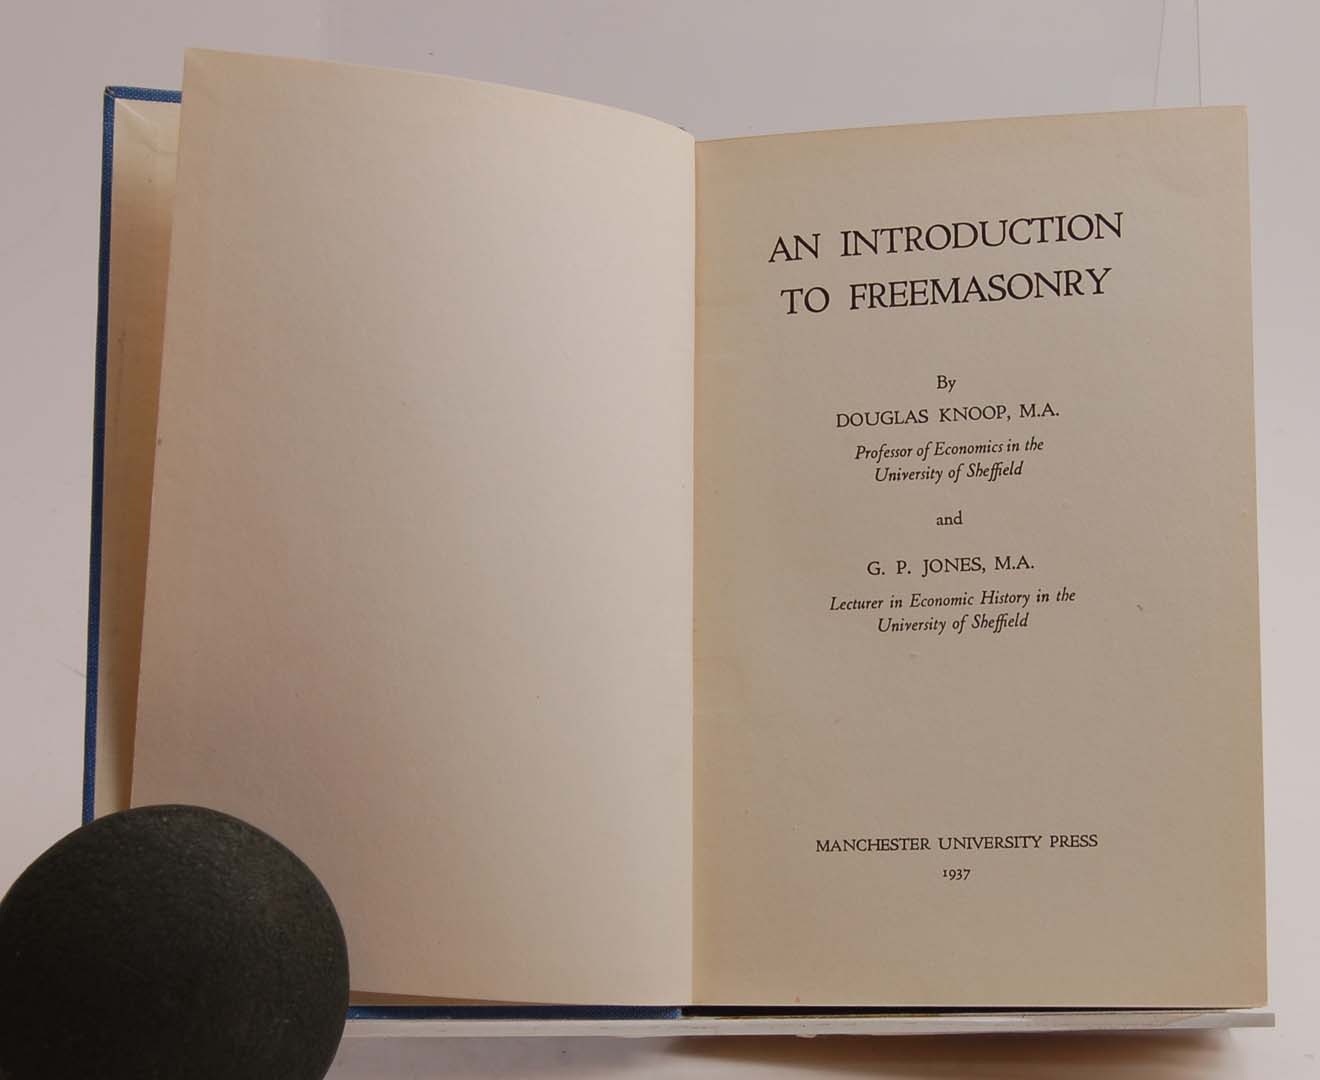 AN INTRODUCTION
TO FREEMASONRY
By
DOUGLAS KNOOP, M.A.
Professor of Economics in the
University of Sheffield
and
G. P. JONES, M.A.
Lecturer in Economic History in the
University of Sheffield
MANCHESTER UNIVERSITY PRESS
1937